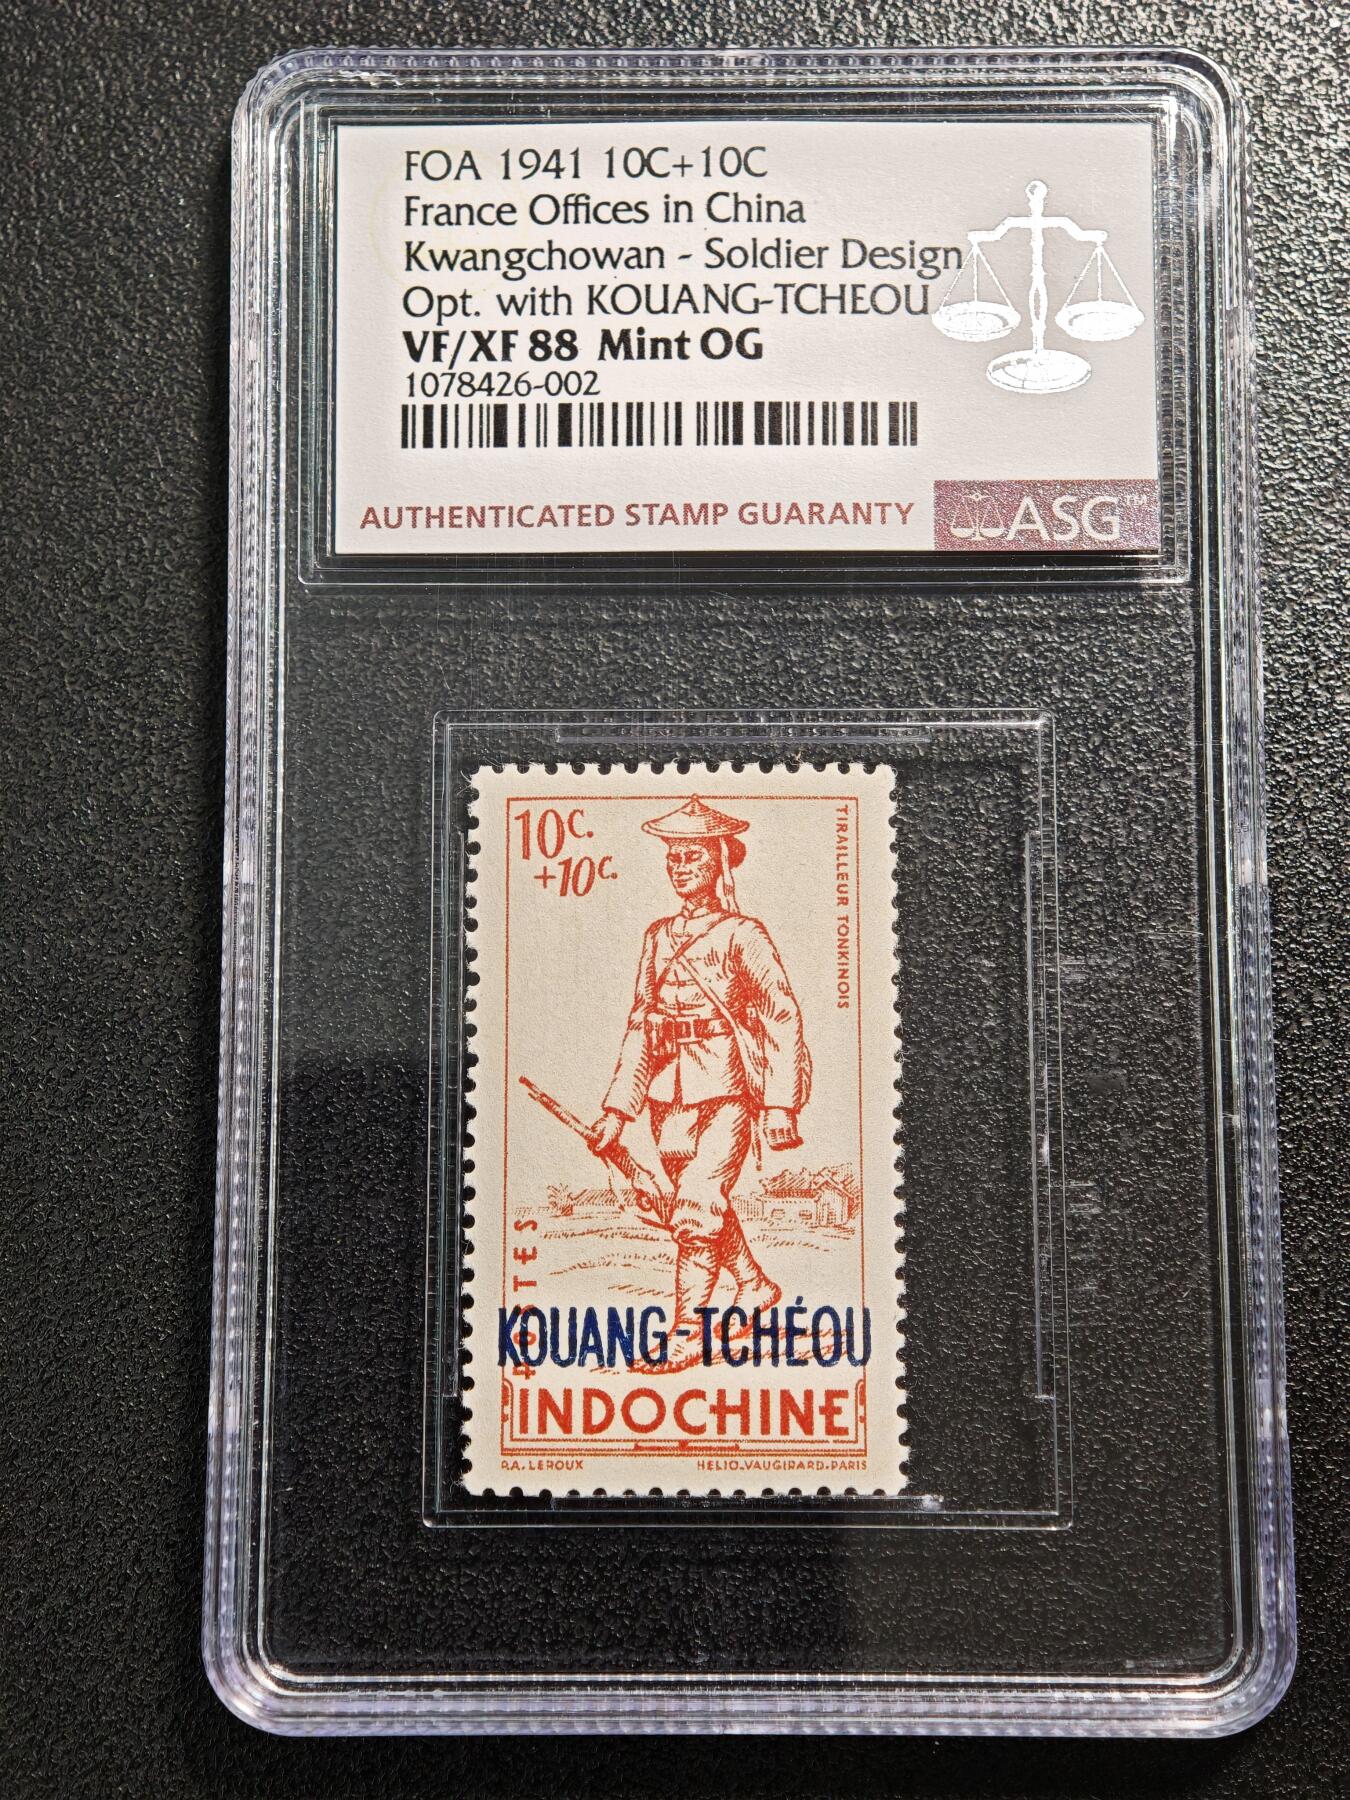 FOA 1941 10C+10C
France Offices in China
Kwangchowan - Soldier Design
Opt. with KOUANG-TCHEOU
VF/XF 88 Mint OG
1078426-002
AUTHENTICATED STAMP GUARANTY
ASG™
10c.
+10c.
TIRAILLEUR TONKINOIS
POSTES
KOUANG-TCHÉOU
INDOCHINE
P.A. LEROUX
HELIO.VAUGIRARD.PARIS